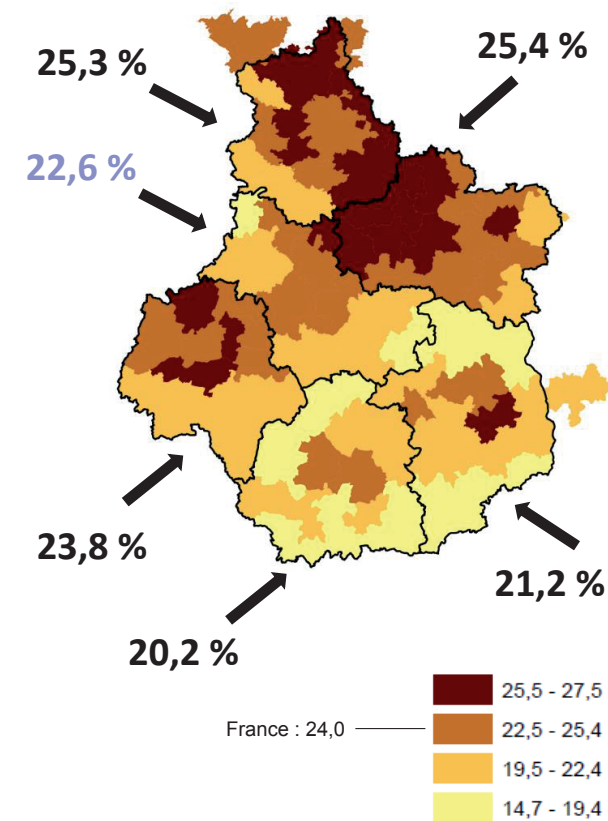 25,3 %
25,4 %
22,6 %
23,8 %
21,2 %
20,2 %
25,5 - 27,5
France : 24,0
22,5 - 25,4
19,5 - 22,4
14,7 - 19,4